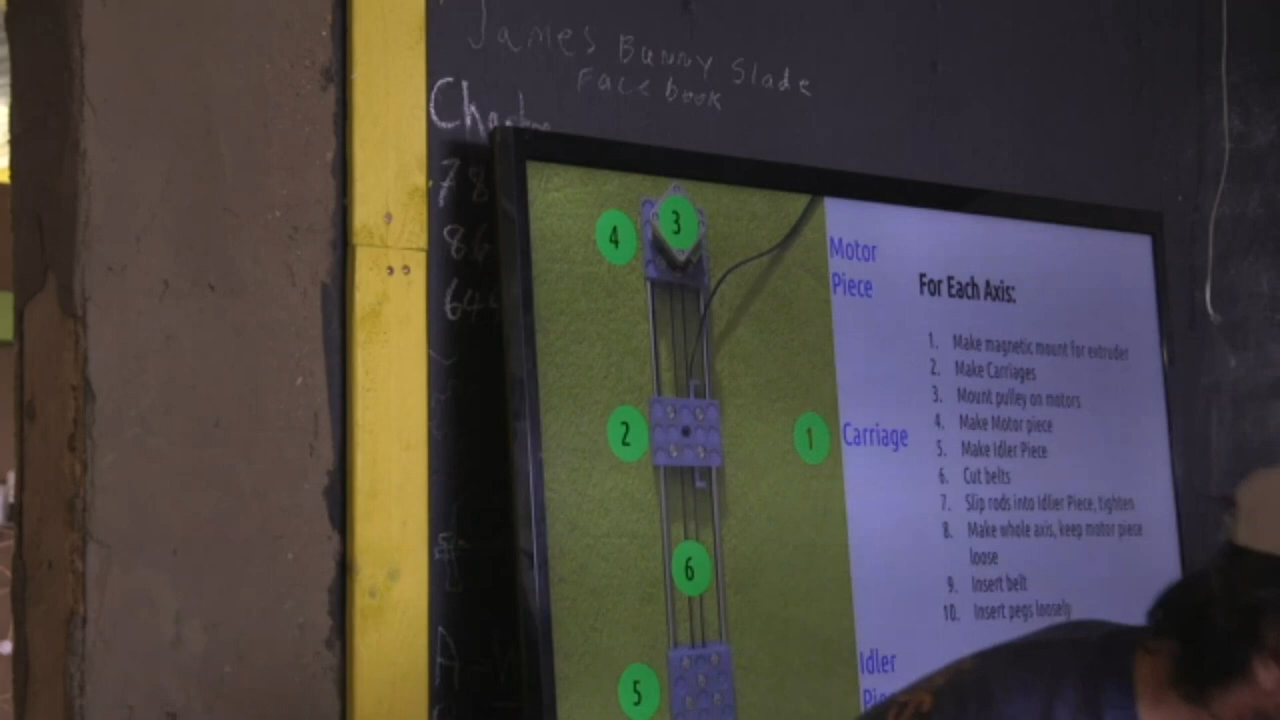 James Bunny Slade
Facebook
4
3
2
1
6
5
Motor
Piece
Carriage
Idler
For Each Axis:
1. Make magnetic mount for extruder
2. Make Carriages
3. Mount pulley on motors
4. Make Motor piece
5. Make Idler Piece
6. Cut belts
7. Slip rods into Idlier Piece, tighten
8. Make whole axis, keep motor piece
loose
9. Insert belt
10. Insert pegs loosely